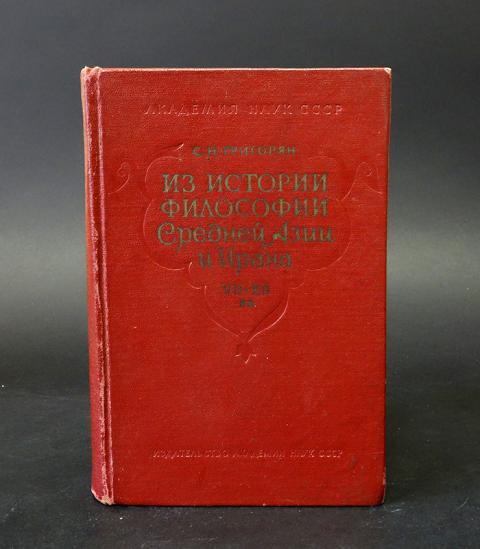 АКАДЕМИЯ НАУК СССР
С. Н. ГРИГОРЯН
ИЗ ИСТОРИИ
ФИЛОСОФИИ
Средней Азии
и Ирана
VII-XII
вв.
ИЗДАТЕЛЬСТВО АКАДЕМИИ НАУК СССР